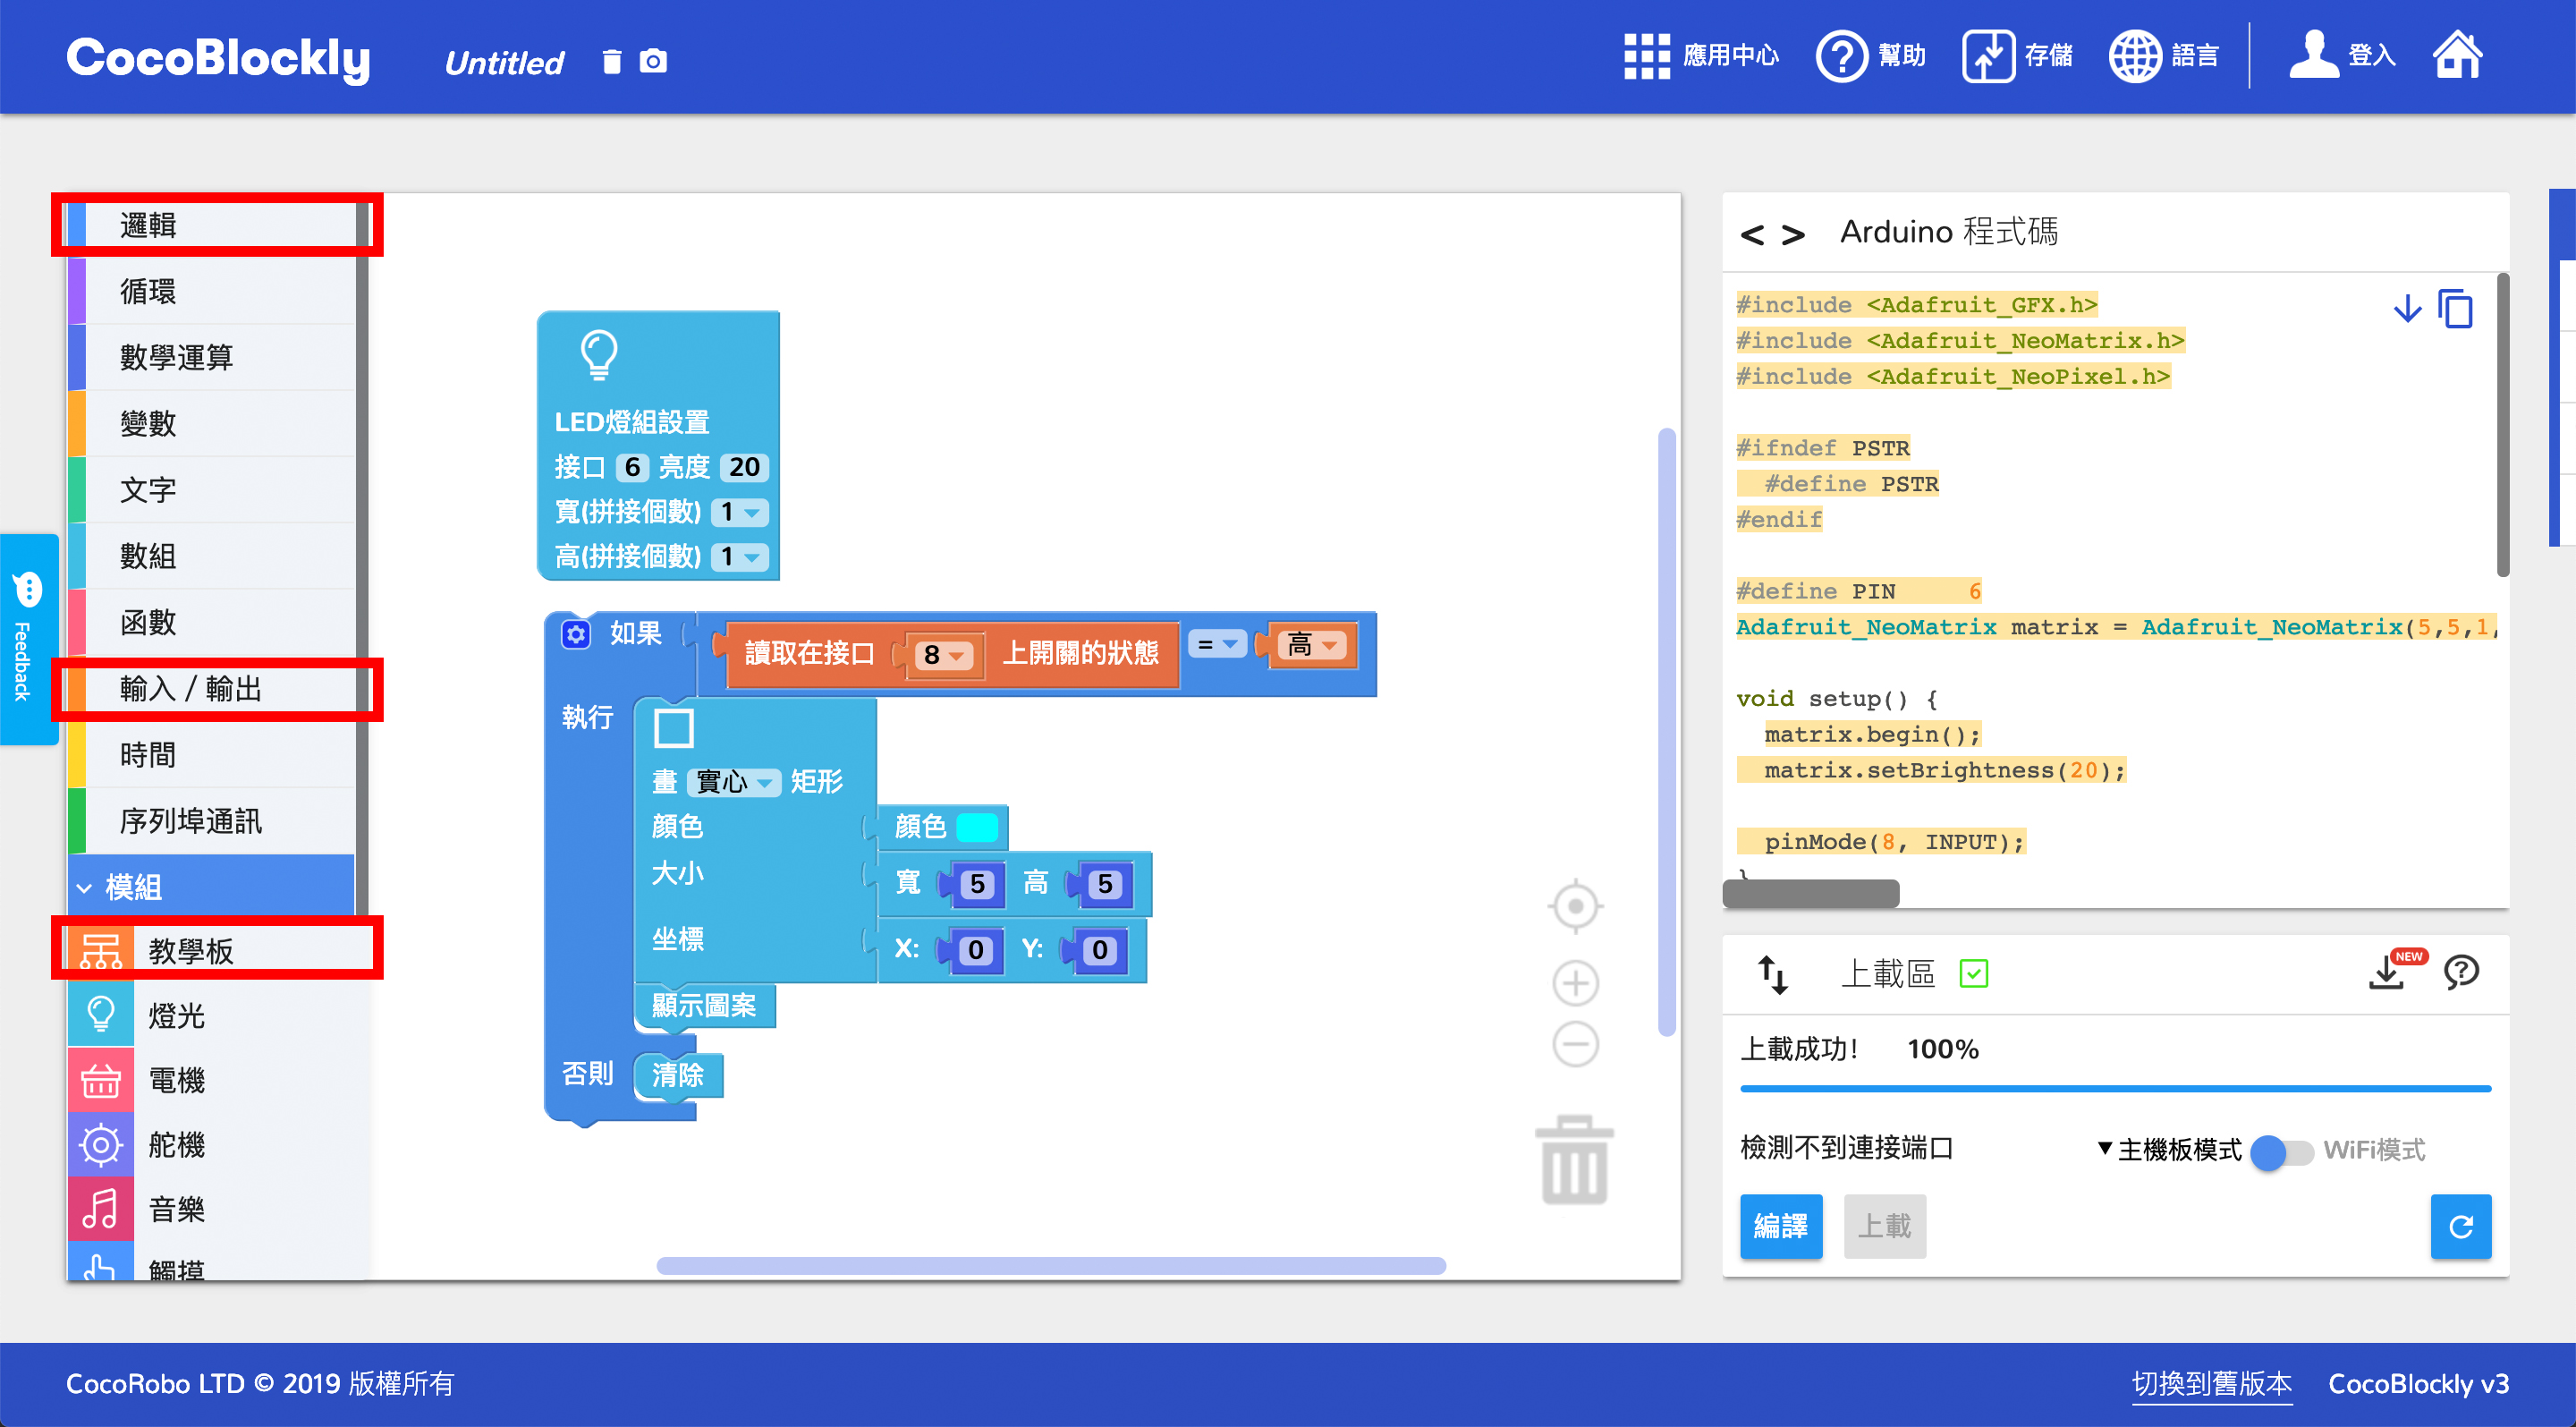 CocoBlockly
Untitled
應用中心
幫助
存儲
語言
登入
邏輯
循環
數學運算
變數
文字
數組
函數
輸入 / 輸出
時間
序列埠通訊
模組
教學板
燈光
電機
舵機
音樂
觸摸
Feedback
LED燈組設置
接口 6 亮度 20
寬(拼接個數) 1
高(拼接個數) 1
如果 讀取在接口 8 上開關的狀態 = 高
執行
畫 實心 矩形
顏色 顏色
大小 寬 5 高 5
坐標 X: 0 Y: 0
顯示圖案
否則 清除
< > Arduino 程式碼
#include <Adafruit_GFX.h>
#include <Adafruit_NeoMatrix.h>
#include <Adafruit_NeoPixel.h>
#ifndef PSTR
#define PSTR
#endif
#define PIN 6
Adafruit_NeoMatrix matrix = Adafruit_NeoMatrix(5,5,1,
void setup() {
matrix.begin();
matrix.setBrightness(20);
pinMode(8, INPUT);
}
上載區
NEW
上載成功! 100%
檢測不到連接端口
▼主機板模式 WiFi模式
編譯 上載
CocoRobo LTD © 2019 版權所有
切換到舊版本 CocoBlockly v3